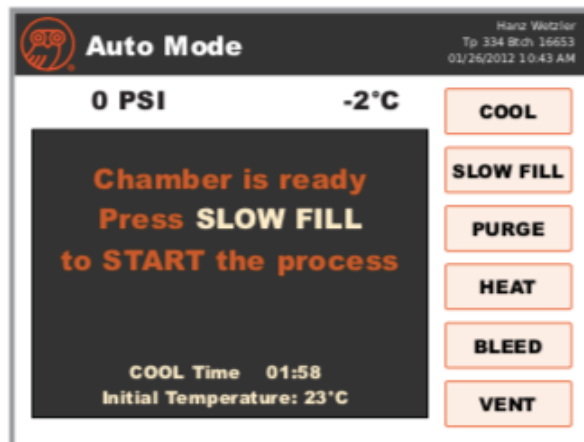 Auto Mode
Hanz Wetzler
Tp 334 Btch 16653
01/26/2012 10:43 AM
0 PSI -2°C
Chamber is ready
Press SLOW FILL
to START the process
COOL Time 01:58
Initial Temperature: 23°C
COOL
SLOW FILL
PURGE
HEAT
BLEED
VENT